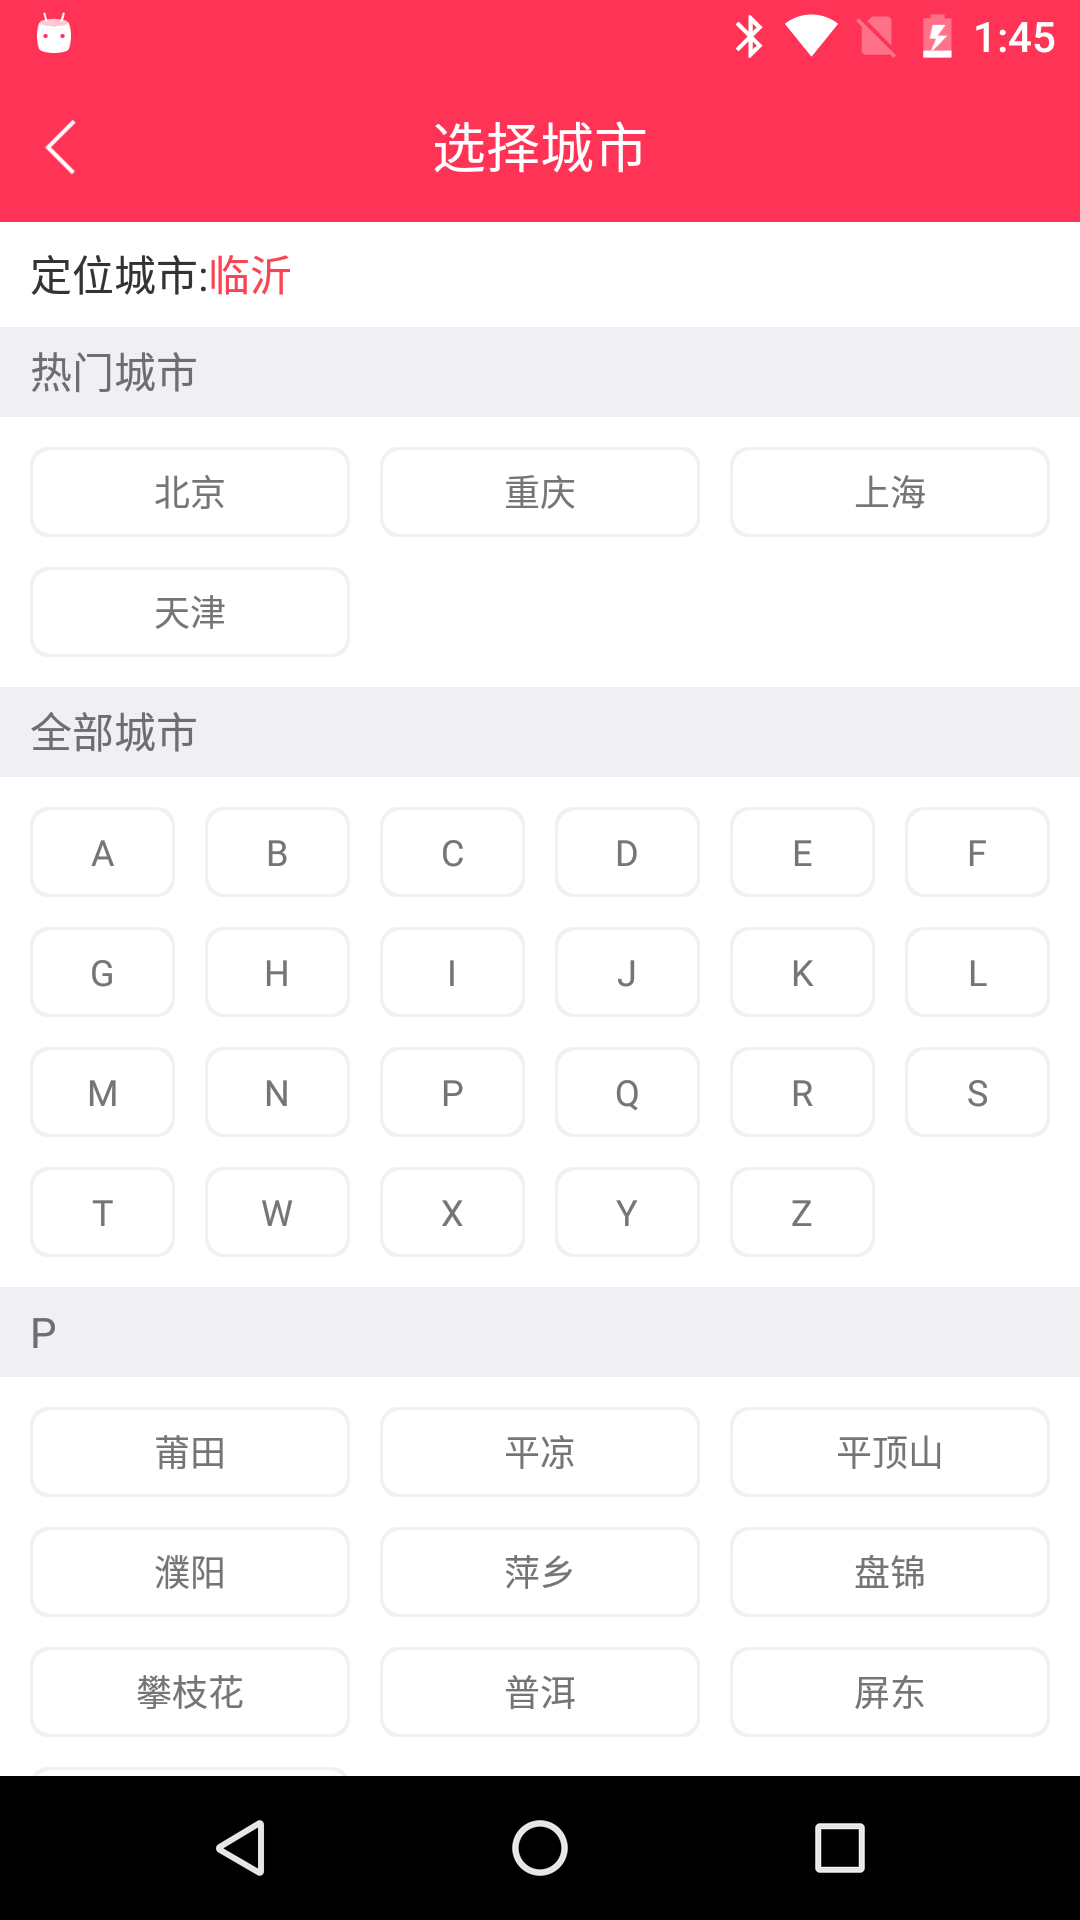 1:45
选择城市
定位城市:临沂
热门城市
北京 重庆 上海
天津
全部城市
A B C D E F
G H I J K L
M N P Q R S
T W X Y Z
P
莆田 平凉 平顶山
濮阳 萍乡 盘锦
攀枝花 普洱 屏东